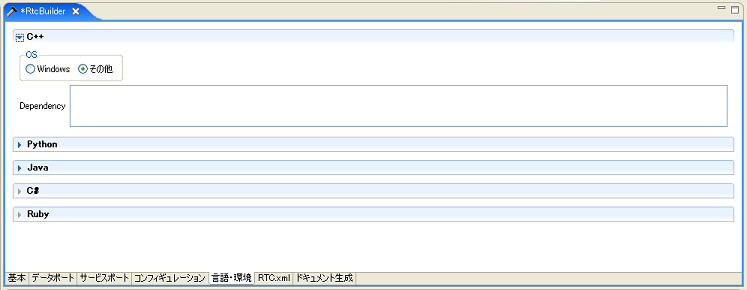 *RtcBuilder
C++
OS
Windows その他
Dependency
Python
Java
C#
Ruby
基本 データポート サービスポート コンフィギュレーション 言語・環境 RTC.xml ドキュメント生成